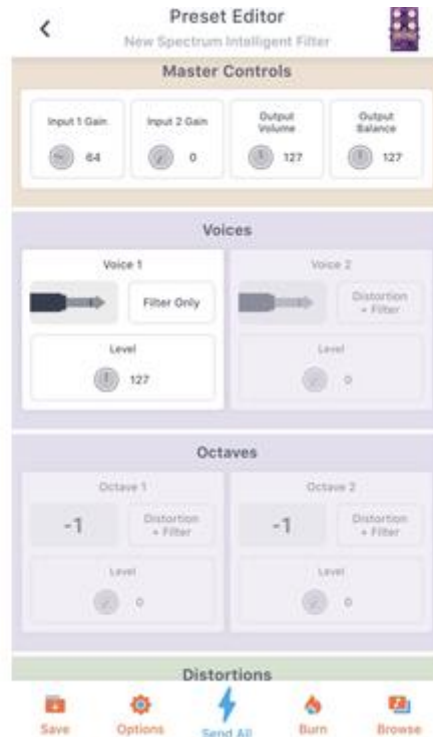 Preset Editor
New Spectrum Intelligent Filter
Master Controls
Input 1 Gain
Input 2 Gain
Output
Volume
Output
Balance
64
0
127
127
Voices
Voice 1
Voice 2
Filter Only
Distortion
+ Filter
Level
Level
127
0
Octaves
Octave 1
Octave 2
-1
Distortion
+ Filter
-1
Distortion
+ Filter
Level
Level
0
0
Distortions
Save
Options
Send All
Burn
Browse